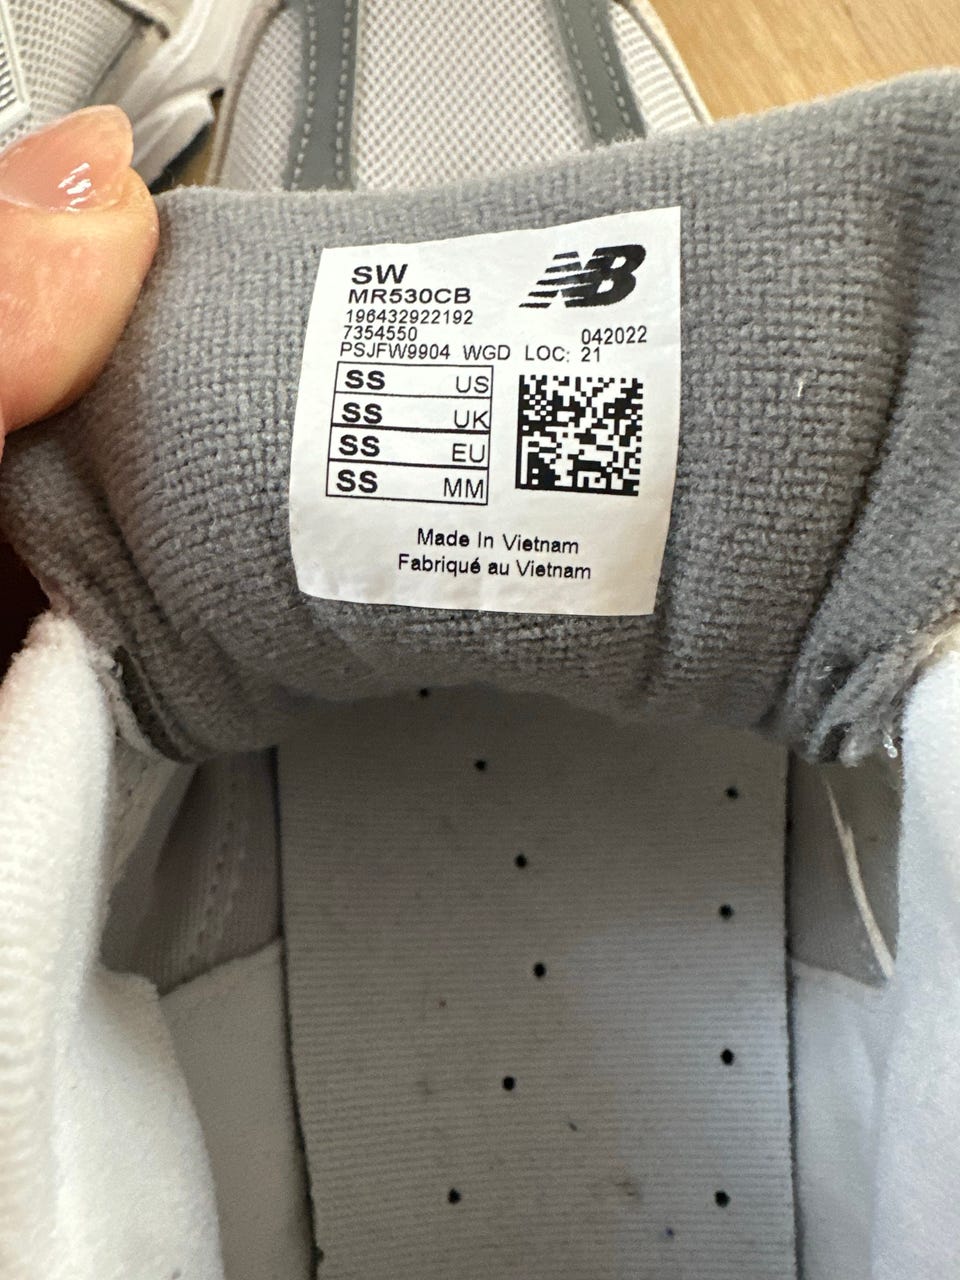 SW
NB
MR530CB
196432922192
7354550
042022
PSJFW9904 WGD LOC: 21
SS US
SS UK
SS EU
SS MM
Made In Vietnam
Fabriqué au Vietnam